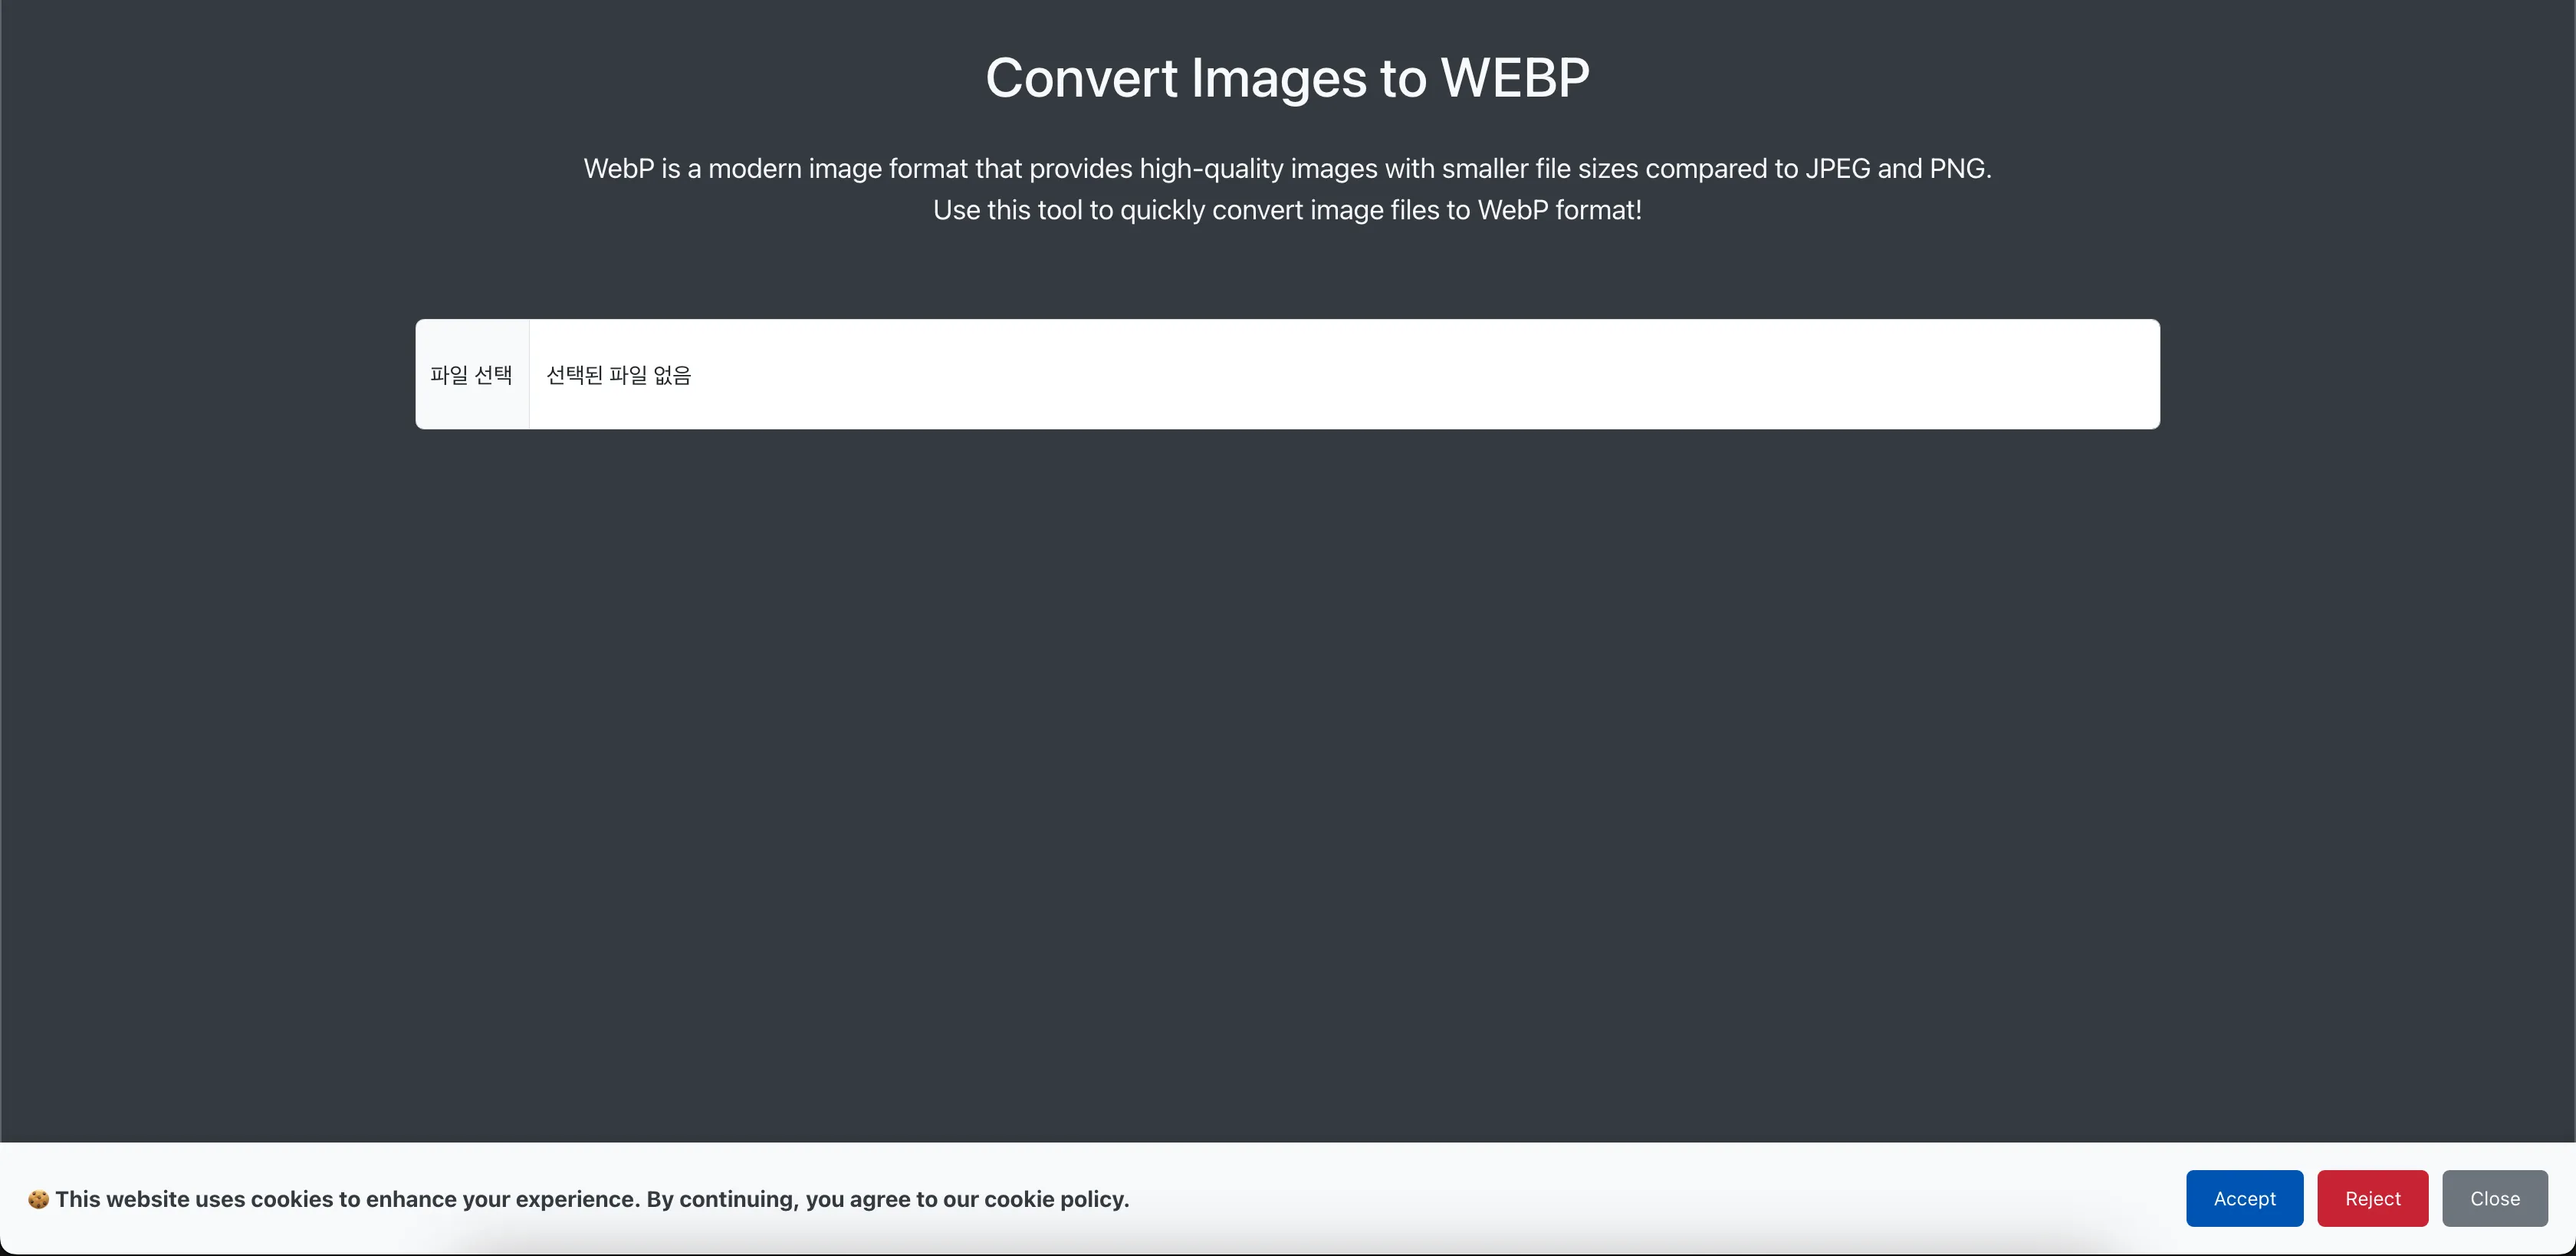 Convert Images to WEBP
WebP is a modern image format that provides high-quality images with smaller file sizes compared to JPEG and PNG.
Use this tool to quickly convert image files to WebP format!
파일 선택 선택된 파일 없음
🍪 This website uses cookies to enhance your experience. By continuing, you agree to our cookie policy. Accept Reject Close